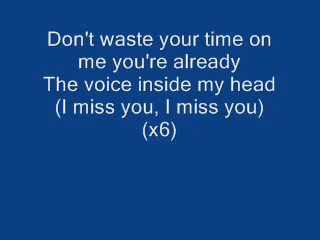 Don't waste your time on
me you're already
The voice inside my head
(I miss you, I miss you)
(x6)